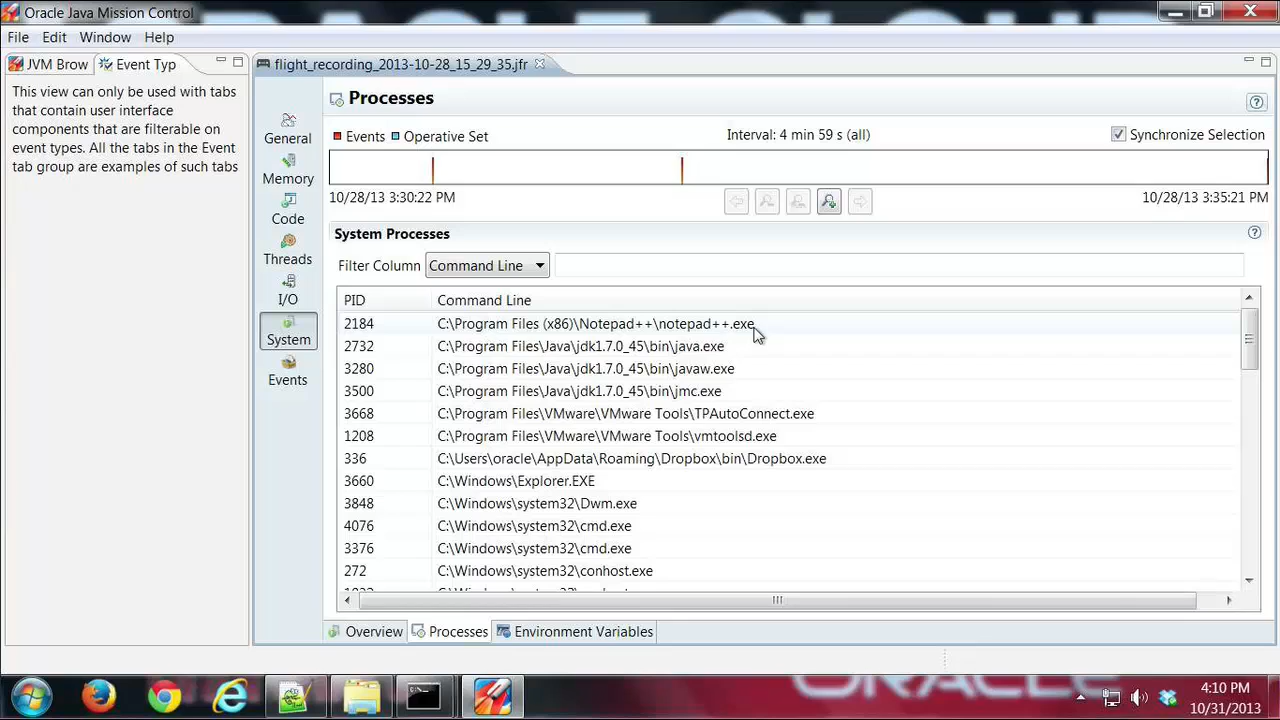 Oracle Java Mission Control
File Edit Window Help
JVM Brow Event Typ
flight_recording_2013-10-28_15_29_35.jfr
This view can only be used with tabs
that contain user interface
components that are filterable on
event types. All the tabs in the Event
tab group are examples of such tabs
General
Memory
Code
Threads
I/O
System
Events
Processes
Events Operative Set Interval: 4 min 59 s (all) Synchronize Selection
10/28/13 3:30:22 PM 10/28/13 3:35:21 PM
System Processes
Filter Column Command Line
PID Command Line
2184 C:\Program Files (x86)\Notepad++\notepad++.exe
2732 C:\Program Files\Java\jdk1.7.0_45\bin\java.exe
3280 C:\Program Files\Java\jdk1.7.0_45\bin\javaw.exe
3500 C:\Program Files\Java\jdk1.7.0_45\bin\jmc.exe
3668 C:\Program Files\VMware\VMware Tools\TPAutoConnect.exe
1208 C:\Program Files\VMware\VMware Tools\vmtoolsd.exe
336 C:\Users\oracle\AppData\Roaming\Dropbox\bin\Dropbox.exe
3660 C:\Windows\Explorer.EXE
3848 C:\Windows\system32\Dwm.exe
4076 C:\Windows\system32\cmd.exe
3376 C:\Windows\system32\cmd.exe
272 C:\Windows\system32\conhost.exe
Overview Processes Environment Variables
4:10 PM
10/31/2013